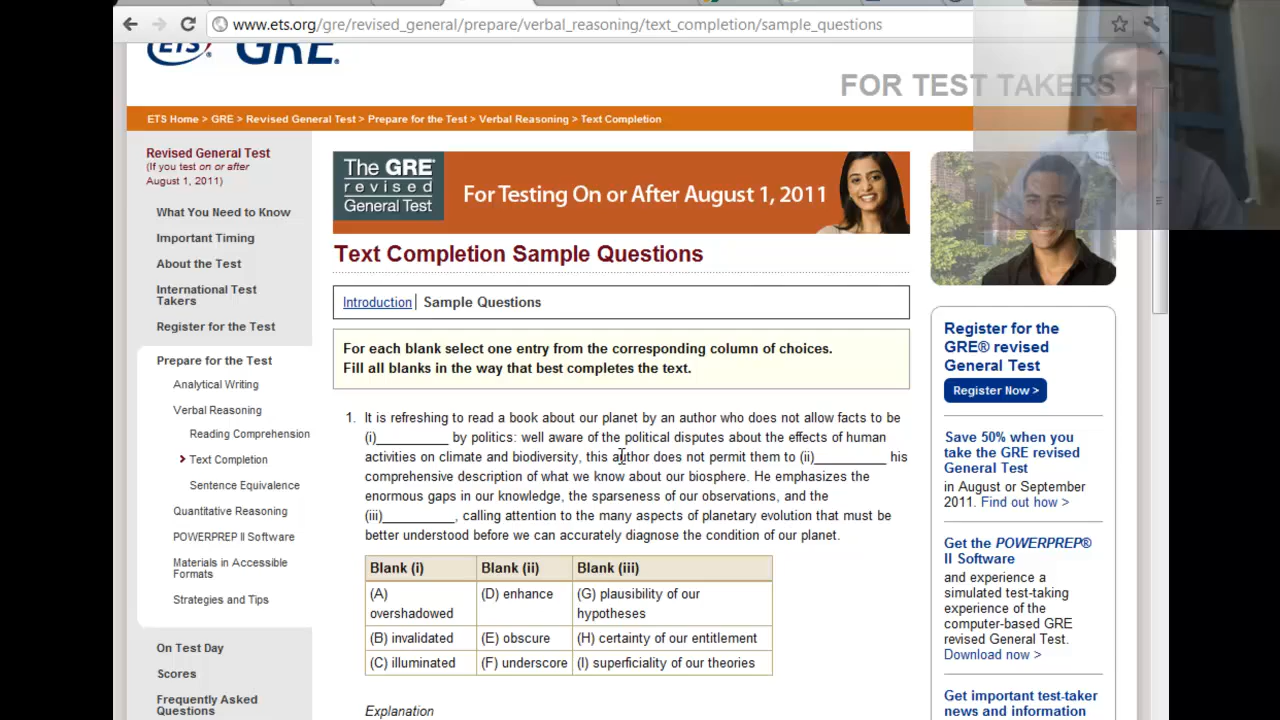 www.ets.org/gre/revised_general/prepare/verbal_reasoning/text_completion/sample_questions
ETS® GRE®
FOR TEST TAKERS
ETS Home > GRE > Revised General Test > Prepare for the Test > Verbal Reasoning > Text Completion
Revised General Test
(If you test on or after
August 1, 2011)
What You Need to Know
Important Timing
About the Test
International Test
Takers
Register for the Test
Prepare for the Test
Analytical Writing
Verbal Reasoning
Reading Comprehension
Text Completion
Sentence Equivalence
Quantitative Reasoning
POWERPREP II Software
Materials in Accessible
Formats
Strategies and Tips
On Test Day
Scores
Frequently Asked
Questions
The GRE®
revised
General Test
For Testing On or After August 1, 2011
Text Completion Sample Questions
Introduction | Sample Questions
For each blank select one entry from the corresponding column of choices.
Fill all blanks in the way that best completes the text.
1. It is refreshing to read a book about our planet by an author who does not allow facts to be
(i)__________ by politics: well aware of the political disputes about the effects of human
activities on climate and biodiversity, this author does not permit them to (ii)__________ his
comprehensive description of what we know about our biosphere. He emphasizes the
enormous gaps in our knowledge, the sparseness of our observations, and the
(iii)__________, calling attention to the many aspects of planetary evolution that must be
better understood before we can accurately diagnose the condition of our planet.
Blank (i) Blank (ii) Blank (iii)
(A) (D) enhance (G) plausibility of our
overshadowed hypotheses
(B) invalidated (E) obscure (H) certainty of our entitlement
(C) illuminated (F) underscore (I) superficiality of our theories
Explanation
Register for the
GRE® revised
General Test
Register Now >
Save 50% when you
take the GRE revised
General Test
in August or September
2011. Find out how >
Get the POWERPREP®
II Software
and experience a
simulated test-taking
experience of the
computer-based GRE
revised General Test.
Download now >
Get important test-taker
news and information